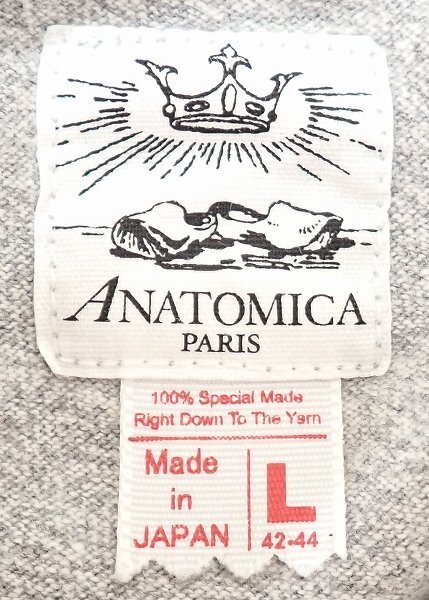 ANATOMICA
PARIS
100% Special Made
Right Down To The Yarn
Made
in
JAPAN
L
42-44